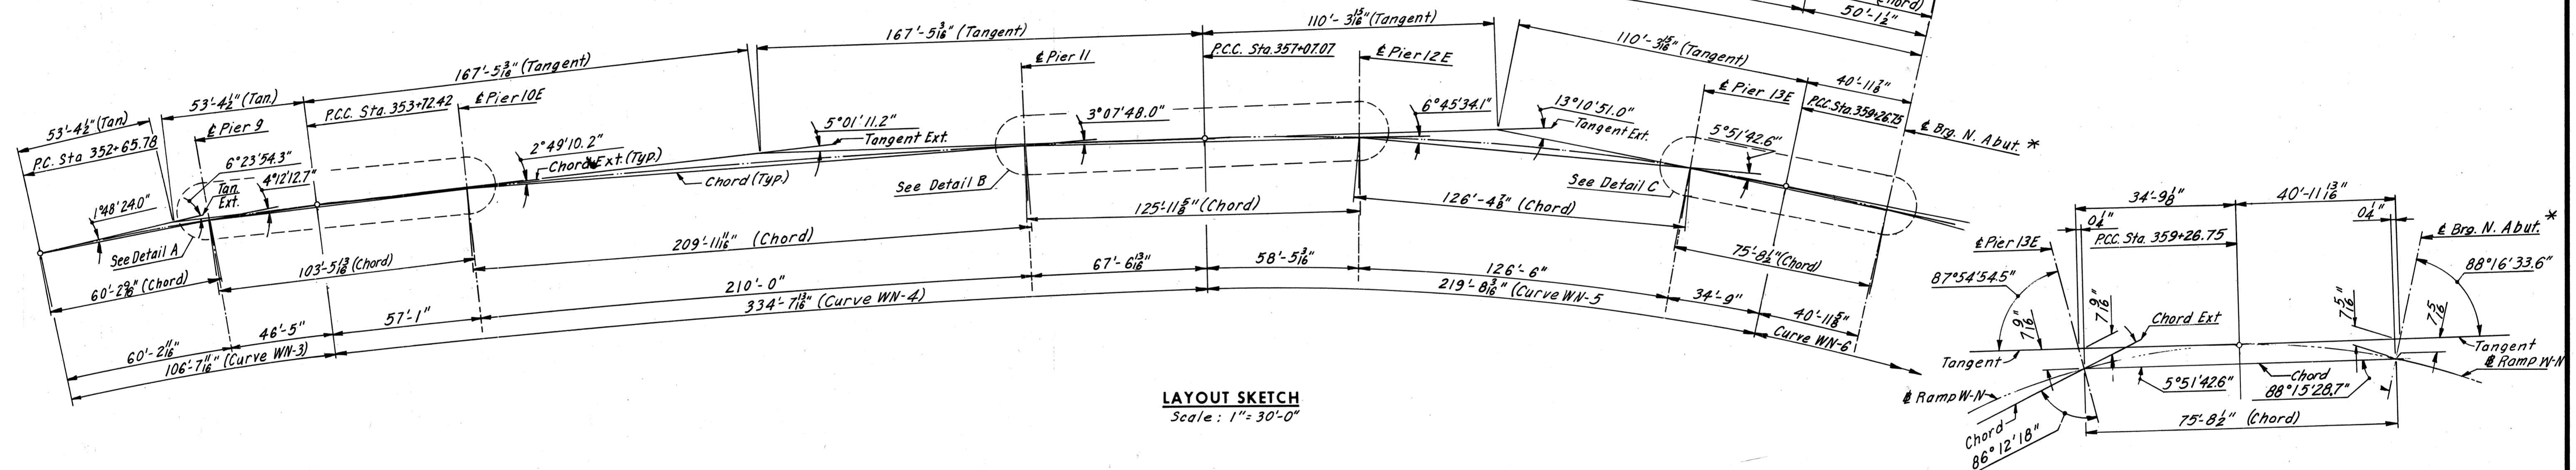 Chord)
50'-1½"
53'-4½" (Tan)
P.C. Sta 352+65.78
53'-4½" (Tan.)
℄ Pier 9
167'-5 3/16" (Tangent)
P.C.C. Sta. 353+72.42
℄ Pier 10E
167'-5 3/16" (Tangent)
110'-3 15/16" (Tangent)
℄ Pier 11
P.C.C. Sta. 357+07.07
℄ Pier 12E
110'-3 15/16" (Tangent)
40'-11 7/8"
℄ Pier 13E
P.C.C. Sta. 359+26.75
℄ Brg. N. Abut *
1°48'24.0"
6°23'54.3"
Tan
Ext.
4°12'12.7"
2°49'10.2"
Chord Ext. (Typ.)
5°01'11.2"
Tangent Ext.
Chord (Typ.)
3°07'48.0"
6°45'34.1"
13°10'51.0"
Tangent Ext.
5°51'42.6"
See Detail A
See Detail B
See Detail C
60'-2 9/16" (Chord)
103'-5 13/16" (Chord)
209'-11 11/16" (Chord)
125'-11 5/8" (Chord)
126'-4 7/8" (Chord)
75'-8½" (Chord)
60'-2 11/16"
46'-5"
57'-1"
210'-0"
67'-6 13/16"
58'-5 3/16"
126'-6"
34'-9"
40'-11 5/8"
106'-7 11/16" (Curve WN-3)
334'-7 13/16" (Curve WN-4)
219'-8 3/16" (Curve WN-5
Curve WN-6
LAYOUT SKETCH
Scale: 1"=30'-0"
34'-9 1/8"
40'-11 13/16"
0¼"
0¼"
℄ Pier 13E
P.C.C. Sta. 359+26.75
℄ Brg. N. Abut. *
87°54'54.5"
88°16'33.6"
7 9/16"
7 9/16"
7 5/16"
7 5/16"
Chord Ext
Tangent
Tangent
℄ Ramp W-N
℄ Ramp W-N
5°51'42.6"
Chord
88°15'28.7"
Chord
86°12'18"
75'-8½" (Chord)